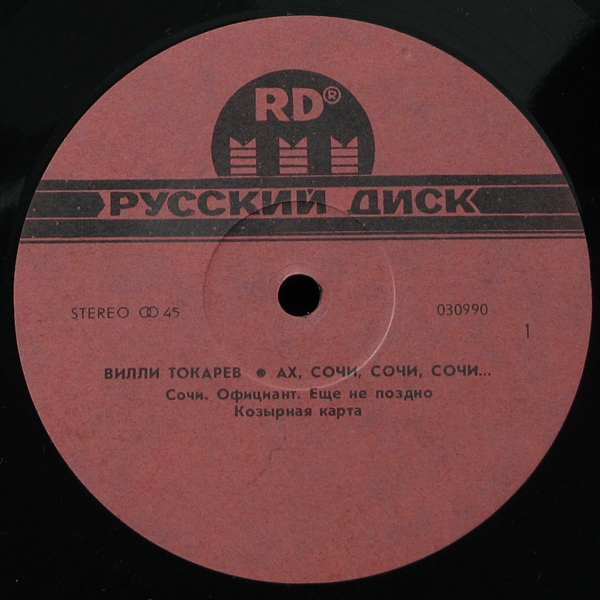 RD®
РУССКИЙ ДИСК
STEREO ꝏ 45
030990
1
ВИЛЛИ ТОКАРЕВ ● АХ, СОЧИ, СОЧИ, СОЧИ...
Сочи. Официант. Еще не поздно
Козырная карта